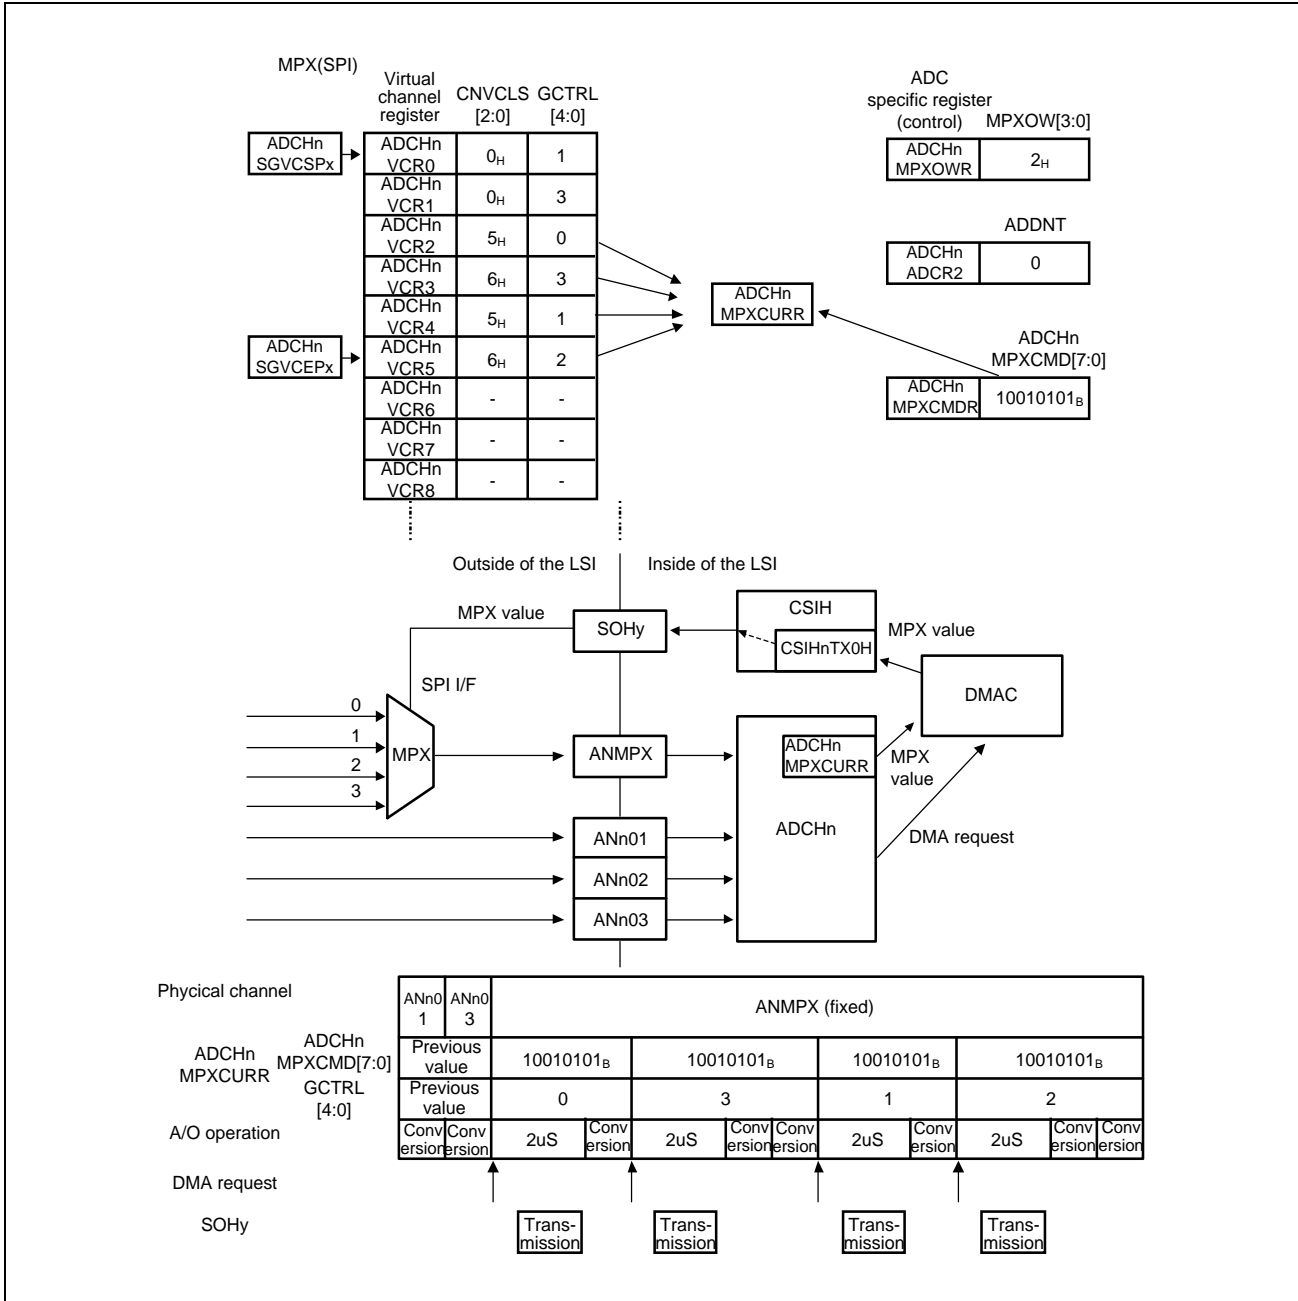 MPX(SPI)
Virtual
channel
register
CNVCLS
[2:0]
GCTRL
[4:0]
ADC
specific register
(control)
MPXOW[3:0]
ADCHn
SGVCSPx
ADCHn
VCR0
0H
1
ADCHn
MPXOWR
2H
ADCHn
VCR1
0H
3
ADCHn
VCR2
5H
0
ADDNT
ADCHn
ADCR2
0
ADCHn
VCR3
6H
3
ADCHn
MPXCURR
ADCHn
VCR4
5H
1
ADCHn
SGVCEPx
ADCHn
VCR5
6H
2
ADCHn
MPXCMD[7:0]
ADCHn
MPXCMDR
10010101B
ADCHn
VCR6
-
-
ADCHn
VCR7
-
-
ADCHn
VCR8
-
-
Outside of the LSI
Inside of the LSI
MPX value
SOHy
CSIH
CSIHnTX0H
MPX value
DMAC
SPI I/F
0
1
2
3
MPX
ANMPX
ADCHn
MPXCURR
MPX
value
ADCHn
DMA request
ANn01
ANn02
ANn03
Phycical channel
ANn0
1
ANn0
3
ANMPX (fixed)
ADCHn
MPXCURR
ADCHn
MPXCMD[7:0]
Previous
value
10010101B
10010101B
10010101B
10010101B
GCTRL
[4:0]
Previous
value
0
3
1
2
A/O operation
Conv
ersion
Conv
ersion
2uS
Conv
ersion
2uS
Conv
ersion
Conv
ersion
2uS
Conv
ersion
2uS
Conv
ersion
Conv
ersion
DMA request
SOHy
Trans-
mission
Trans-
mission
Trans-
mission
Trans-
mission